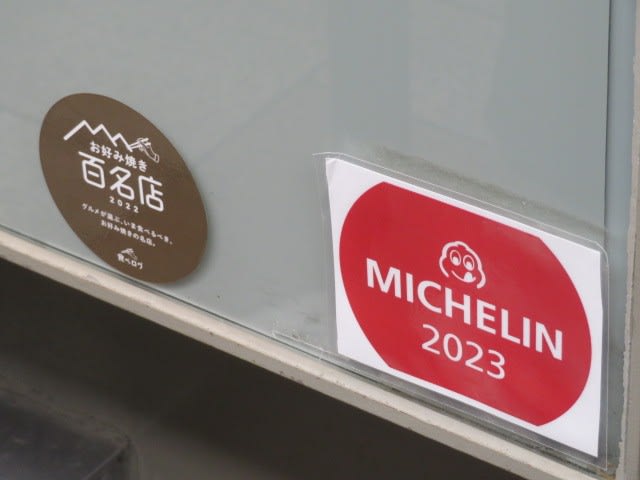 お好み焼き
百名店
2022
グルメが選ぶ、いま食べるべき、
お好み焼きの名店。
食べログ
MICHELIN
2023